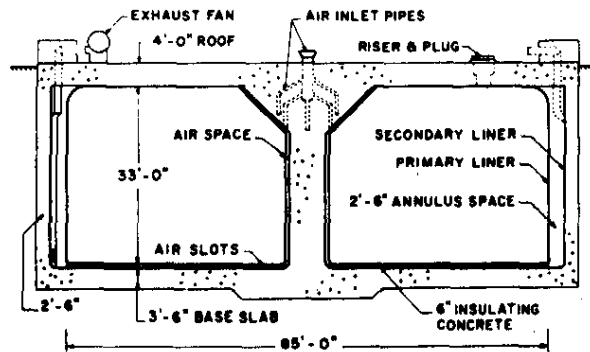 EXHAUST FAN
AIR INLET PIPES
4'-0" ROOF
RISER & PLUG
AIR SPACE
SECONDARY LINER
PRIMARY LINER
33'-0"
2'-6" ANNULUS SPACE
AIR SLOTS
2'-6"
3'-6" BASE SLAB
6" INSULATING
CONCRETE
85'-0"